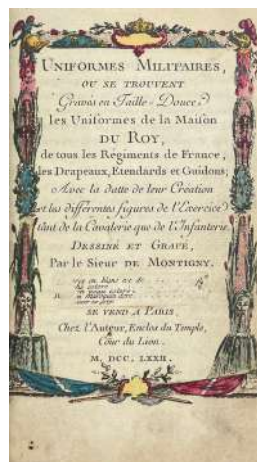 UNIFORMES MILITAIRES,
OU SE TROUVENT
Gravés en Taille-Douce
les Uniformes de la Maison
DU ROY,
de tous les Régiments de France,
les Drapeaux, Etendards et Guidons;
Avec la datte de leur Création
et les différentes figures de l'Exercice
tant de la Cavalerie que de l'Infanterie.
DESSINÉ ET GRAVÉ,
Par le Sieur DE MONTIGNY.
SE VEND A PARIS,
Chez l'Auteur, Enclos du Temple,
Cour du Lion.
M. DCC. LXXII.